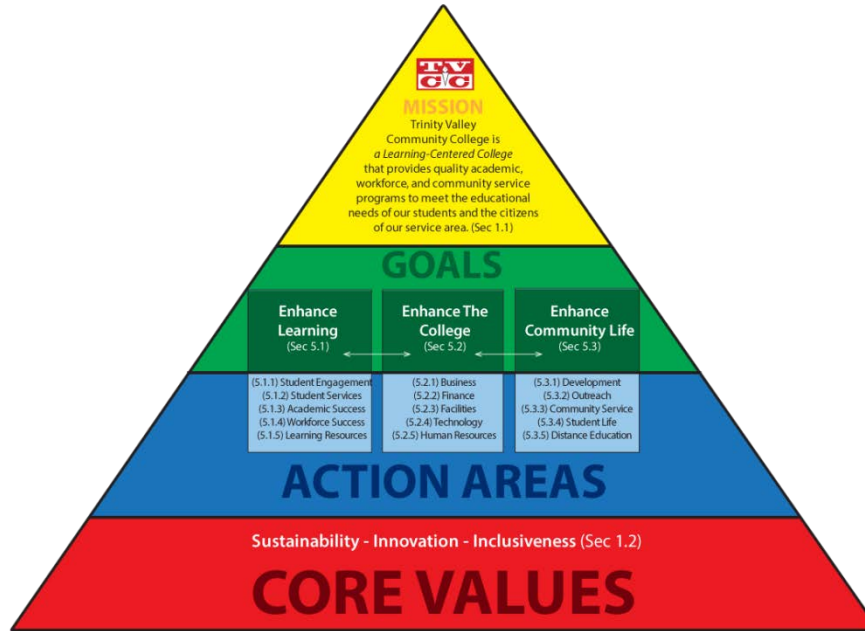 TV
CC
MISSION
Trinity Valley
Community College is
a Learning-Centered College
that provides quality academic,
workforce, and community service
programs to meet the educational
needs of our students and the citizens
of our service area. (Sec 1.1)
GOALS
Enhance
Learning
(Sec 5.1)
Enhance The
College
(Sec 5.2)
Enhance
Community Life
(Sec 5.3)
(5.1.1) Student Engagement
(5.1.2) Student Services
(5.1.3) Academic Success
(5.1.4) Workforce Success
(5.1.5) Learning Resources
(5.2.1) Business
(5.2.2) Finance
(5.2.3) Facilities
(5.2.4) Technology
(5.2.5) Human Resources
(5.3.1) Development
(5.3.2) Outreach
(5.3.3) Community Service
(5.3.4) Student Life
(5.3.5) Distance Education
ACTION AREAS
Sustainability - Innovation - Inclusiveness (Sec 1.2)
CORE VALUES